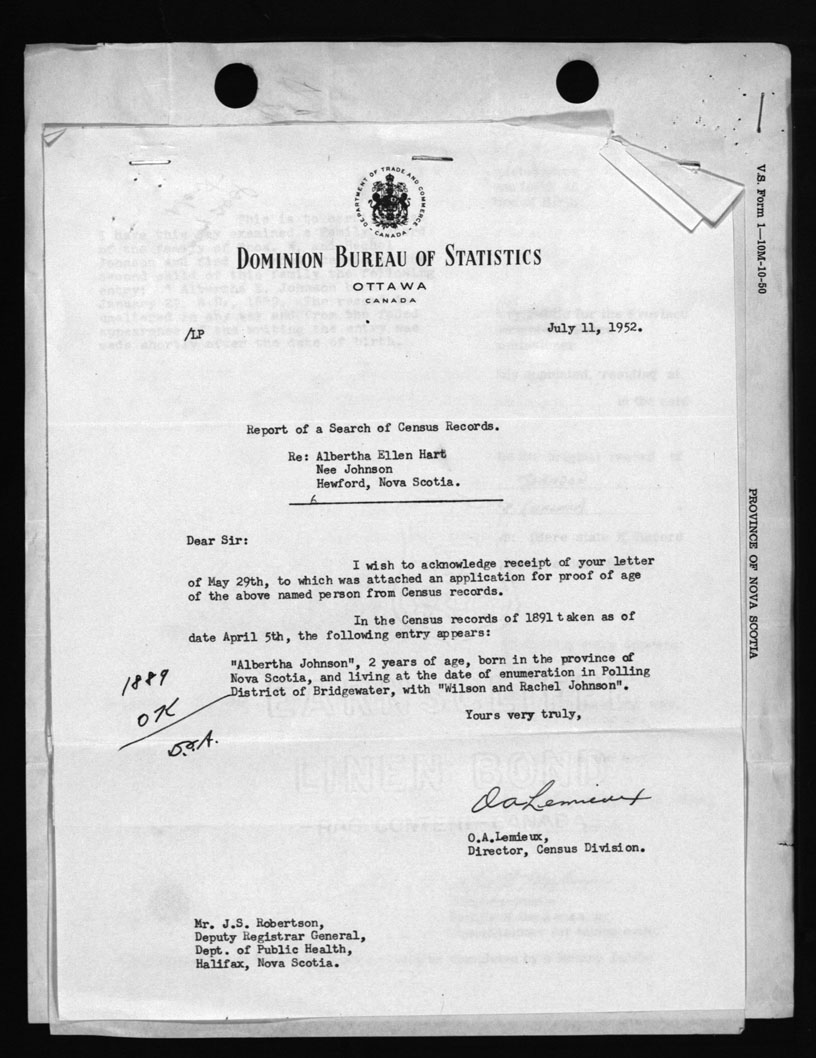 DEPARTMENT OF TRADE AND COMMERCE
CANADA
DOMINION BUREAU OF STATISTICS
OTTAWA
CANADA
/LP
July 11, 1952.
Report of a Search of Census Records.
Re: Albertha Ellen Hart
Nee Johnson
Hewford, Nova Scotia.
6
Dear Sir:
I wish to acknowledge receipt of your letter
of May 29th, to which was attached an application for proof of age
of the above named person from Census records.
In the Census records of 1891 taken as of
date April 5th, the following entry appears:
"Albertha Johnson", 2 years of age, born in the province of
Nova Scotia, and living at the date of enumeration in Polling
District of Bridgewater, with "Wilson and Rachel Johnson".
1889
OK
Yours very truly,
O.A.Lemieux,
Director, Census Division.
Mr. J.S. Robertson,
Deputy Registrar General,
Dept. of Public Health,
Halifax, Nova Scotia.
V.S. Form 1—10M-10-50
PROVINCE OF NOVA SCOTIA
LINEN BOND